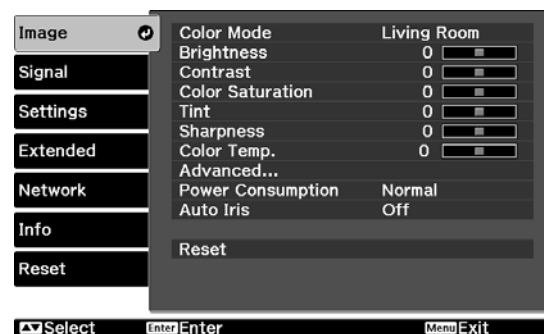 Image
Signal
Settings
Extended
Network
Info
Reset
Color Mode Living Room
Brightness 0
Contrast 0
Color Saturation 0
Tint 0
Sharpness 0
Color Temp. 0
Advanced...
Power Consumption Normal
Auto Iris Off
Reset
Select Enter Enter Menu Exit